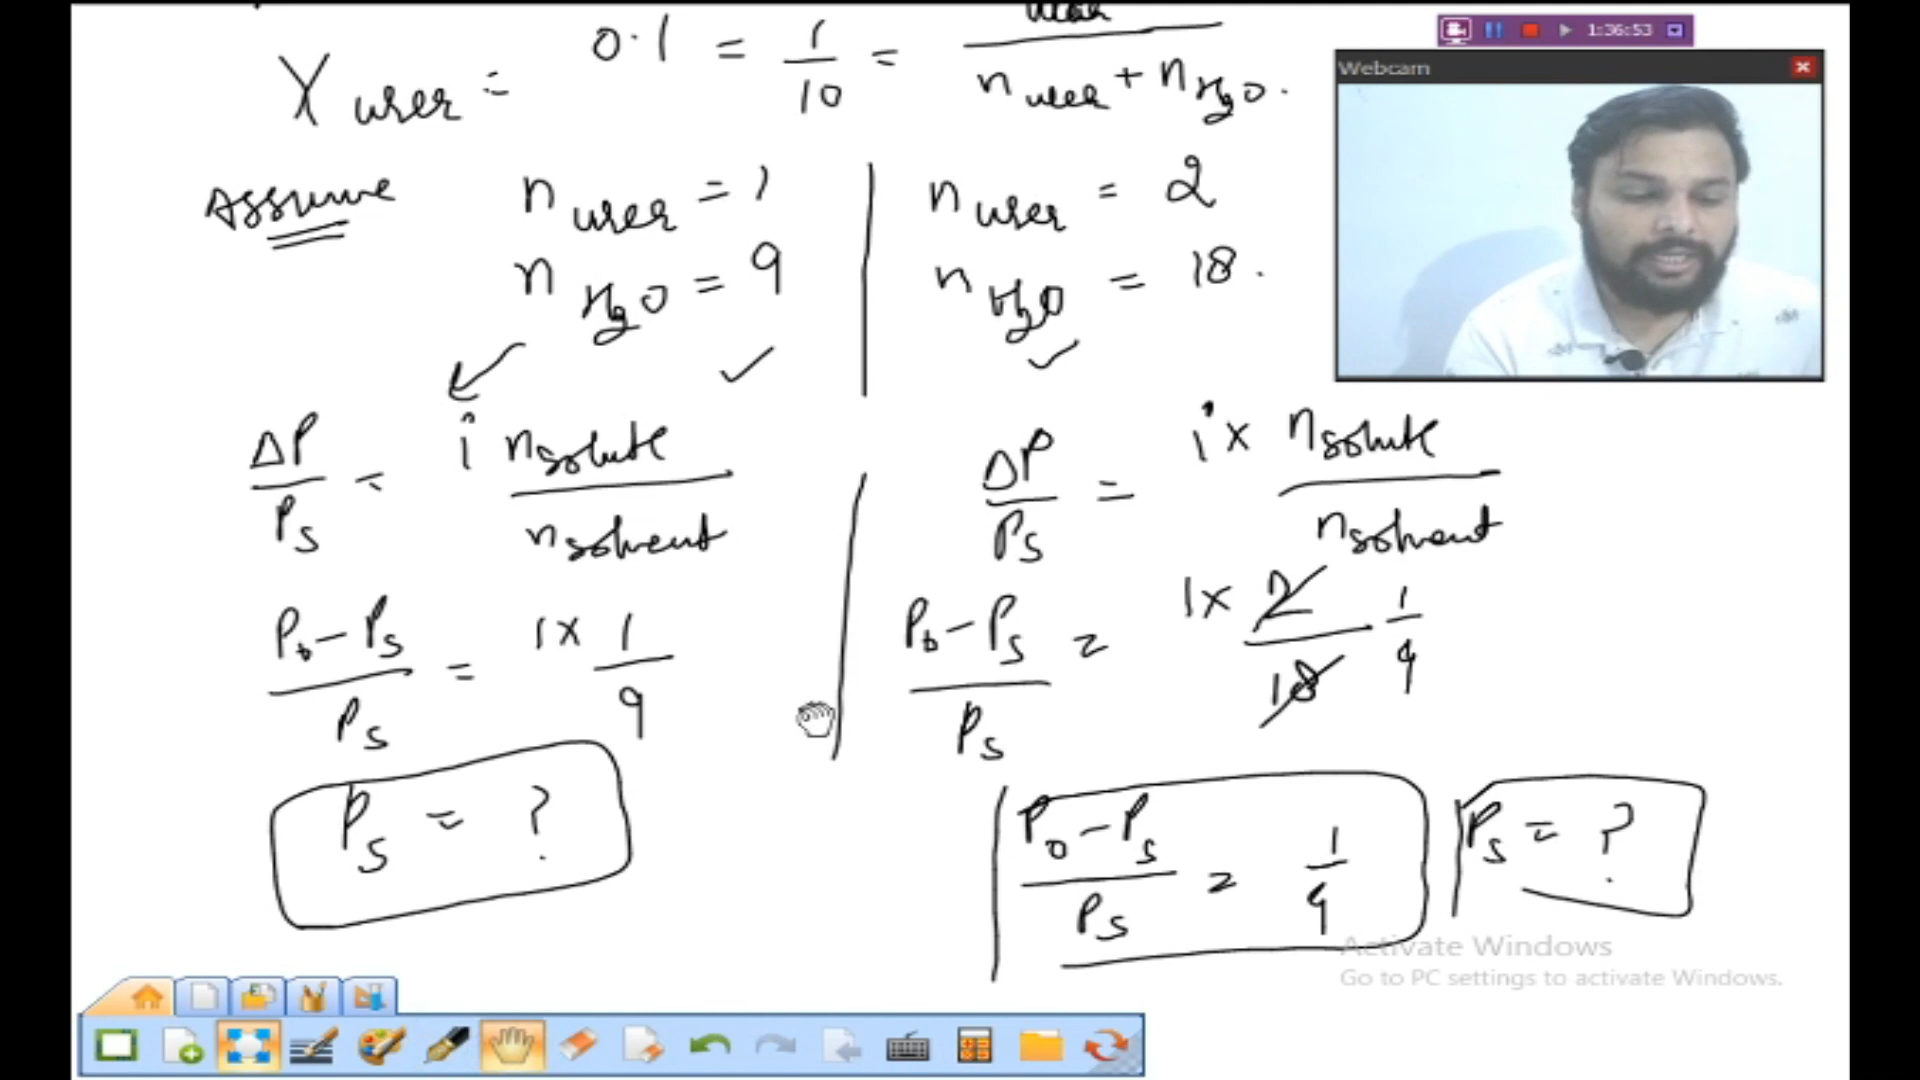 1:36:53
Webcam
X urea = 0.1 = 1/10 = n urea / (n urea + n H2O.)
Assume
n urea = 1
n H2O = 9
n urea = 2
n H2O = 18.
ΔP/Ps = i n solute / n solvent
P0-Ps / Ps = 1 x 1/9
Ps = ?
ΔP/Ps = i x n solute / n solvent
P0-Ps / Ps = 1 x 2/18 1/9
P0-Ps / Ps = 1/9
Ps = ?
Activate Windows
Go to PC settings to activate Windows.